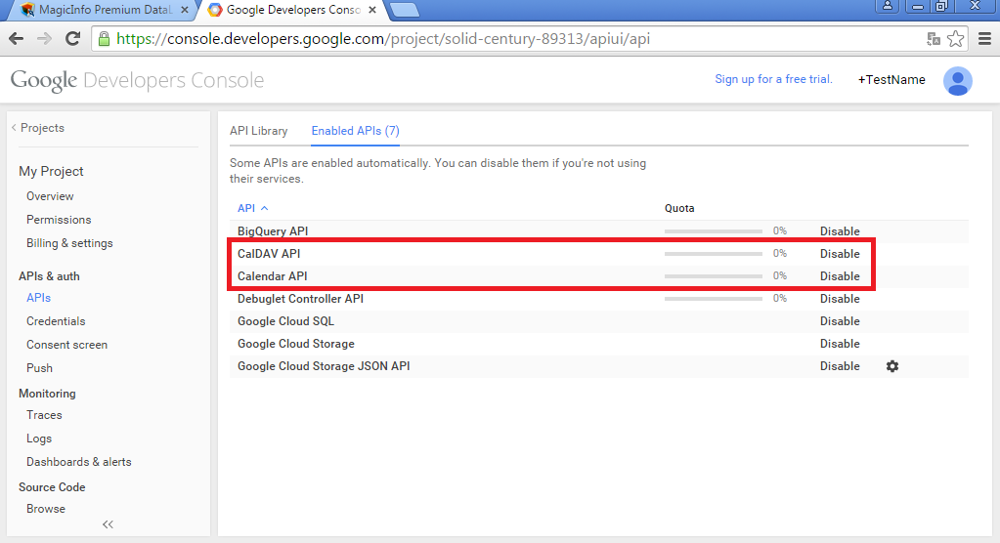 MagicInfo Premium DataL
Google Developers Conso
https://console.developers.google.com/project/solid-century-89313/apiui/api
Google Developers Console
Sign up for a free trial.
+TestName
Projects
API Library
Enabled APIs (7)
Some APIs are enabled automatically. You can disable them if you're not using
their services.
My Project
Overview
Permissions
Billing & settings
APIs & auth
APIs
Credentials
Consent screen
Push
Monitoring
Traces
Logs
Dashboards & alerts
Source Code
Browse
API Quota
BigQuery API 0% Disable
CalDAV API 0% Disable
Calendar API 0% Disable
Debuglet Controller API 0% Disable
Google Cloud SQL Disable
Google Cloud Storage Disable
Google Cloud Storage JSON API Disable